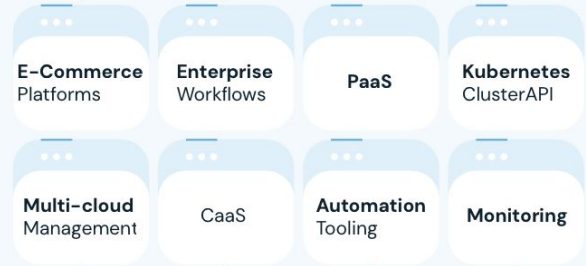 E-Commerce
Platforms
Enterprise
Workflows
PaaS
Kubernetes
ClusterAPI
Multi-cloud
Management
CaaS
Automation
Tooling
Monitoring